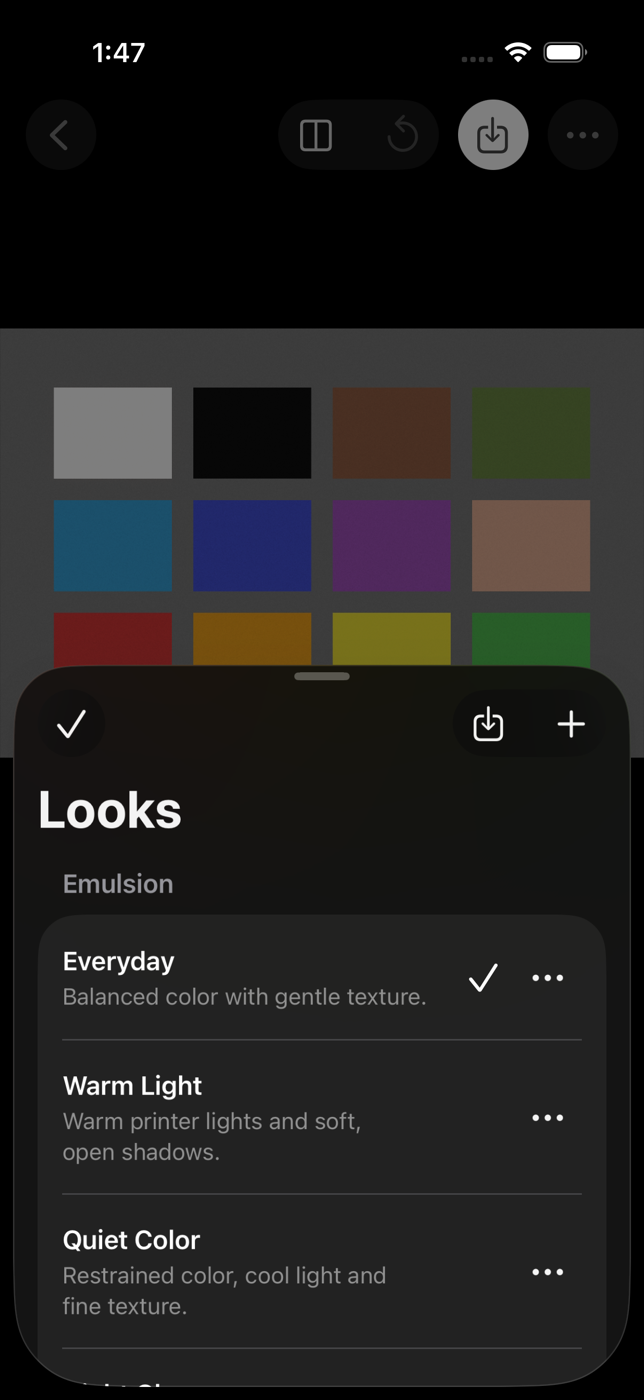 1:47
Looks
Emulsion
Everyday
Balanced color with gentle texture.
Warm Light
Warm printer lights and soft,
open shadows.
Quiet Color
Restrained color, cool light and
fine texture.